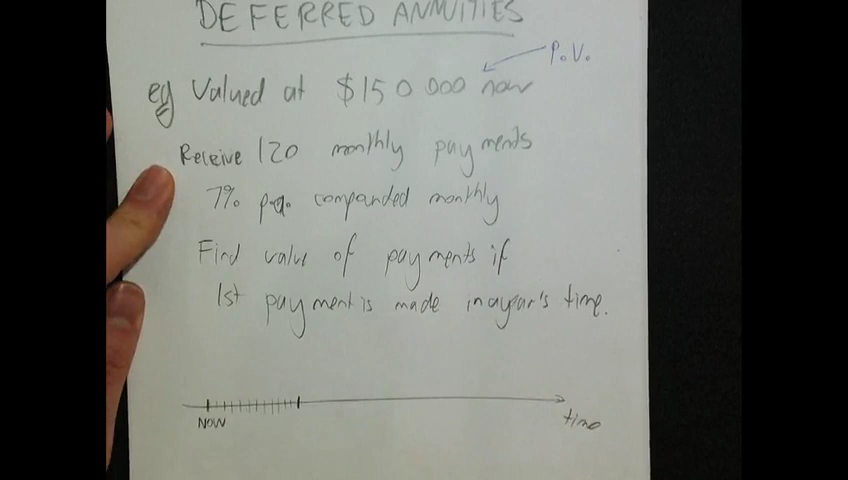 DEFERRED ANNUITIES
P.V.
eg Valued at $150 000 now
Receive 120 monthly payments
7% p.a. compounded monthly
Find value of payments if
1st payment is made in a year's time.
NOW
time